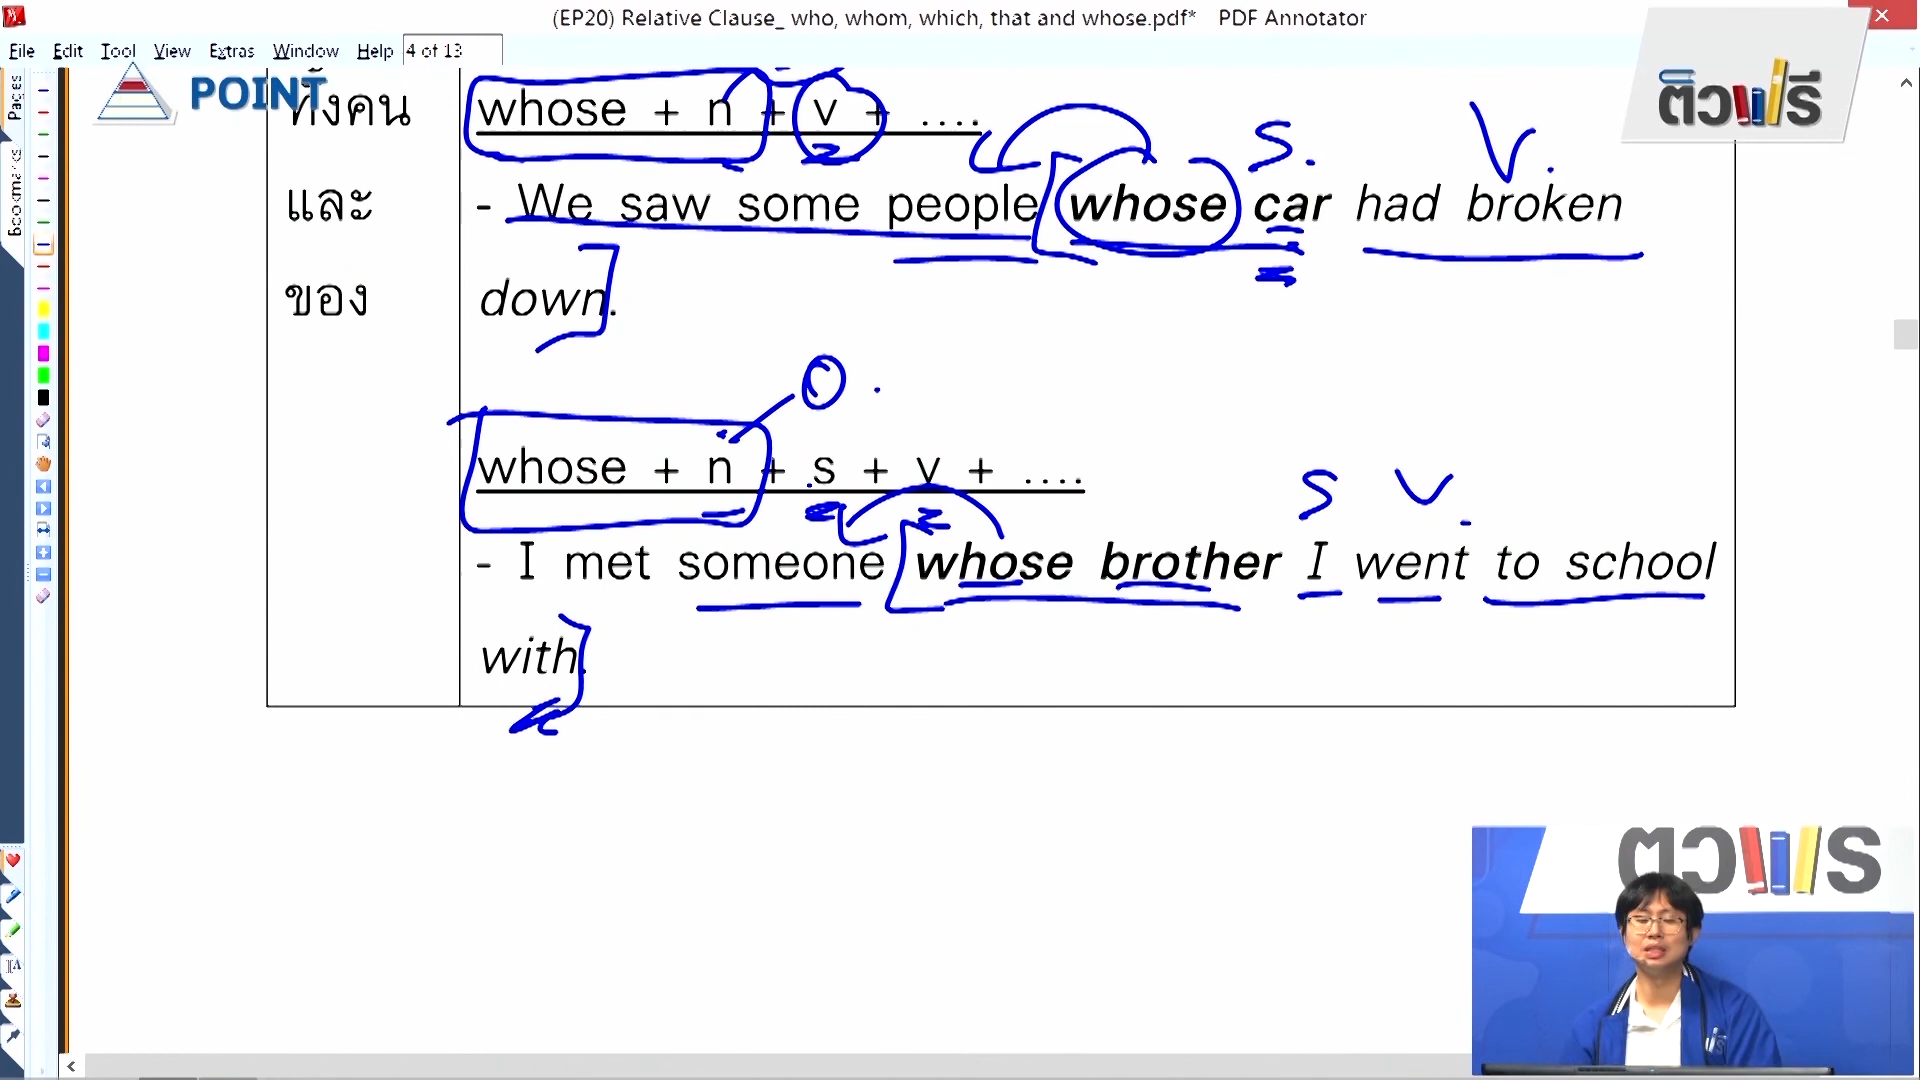 (EP20) Relative Clause_ who, whom, which, that and whose.pdf* PDF Annotator
File Edit Tool View Extras Window Help 4 of 13
Pages
Bookmarks
POINT
ติวฟรี
ทั้งคน
และ
ของ
whose + n + v + ....
S. V.
- We saw some people whose car had broken
down.
O.
whose + n + s + v + ....
S V.
- I met someone whose brother I went to school
with.
ติวฟรี